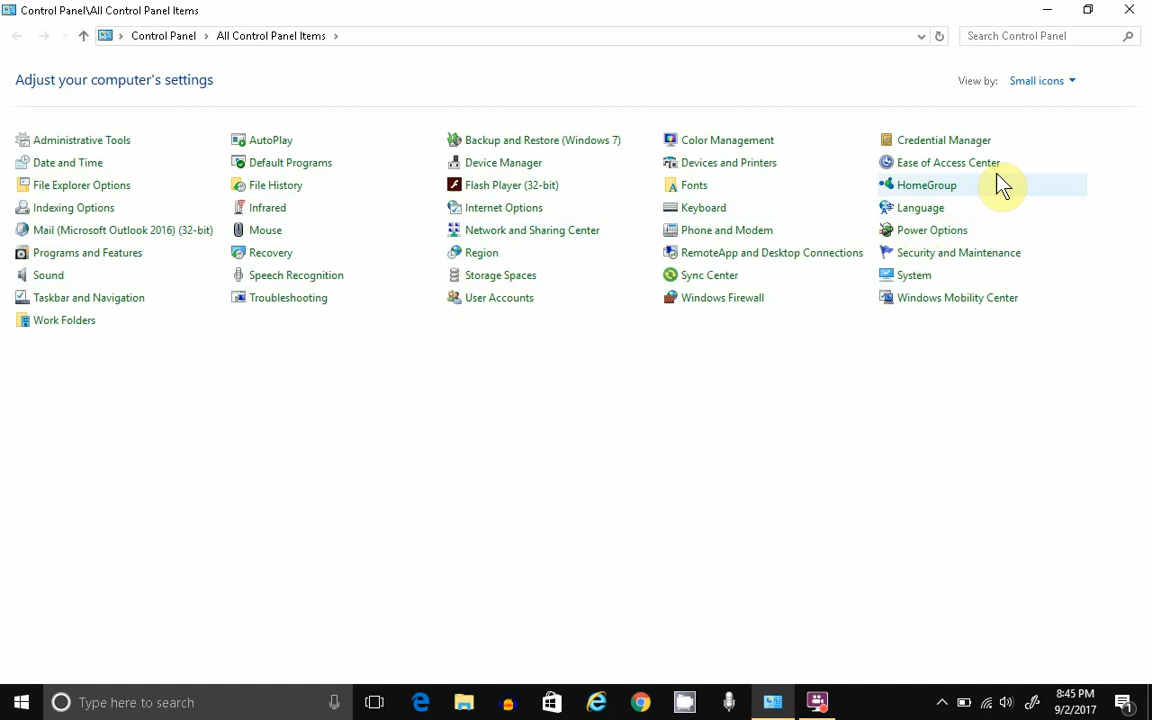 Control Panel\All Control Panel Items
Control Panel All Control Panel Items
Search Control Panel
Adjust your computer's settings
View by: Small icons
Administrative Tools AutoPlay Backup and Restore (Windows 7) Color Management Credential Manager
Date and Time Default Programs Device Manager Devices and Printers Ease of Access Center
File Explorer Options File History Flash Player (32-bit) Fonts HomeGroup
Indexing Options Infrared Internet Options Keyboard Language
Mail (Microsoft Outlook 2016) (32-bit) Mouse Network and Sharing Center Phone and Modem Power Options
Programs and Features Recovery Region RemoteApp and Desktop Connections Security and Maintenance
Sound Speech Recognition Storage Spaces Sync Center System
Taskbar and Navigation Troubleshooting User Accounts Windows Firewall Windows Mobility Center
Work Folders
Type here to search
8:45 PM
9/2/2017
1